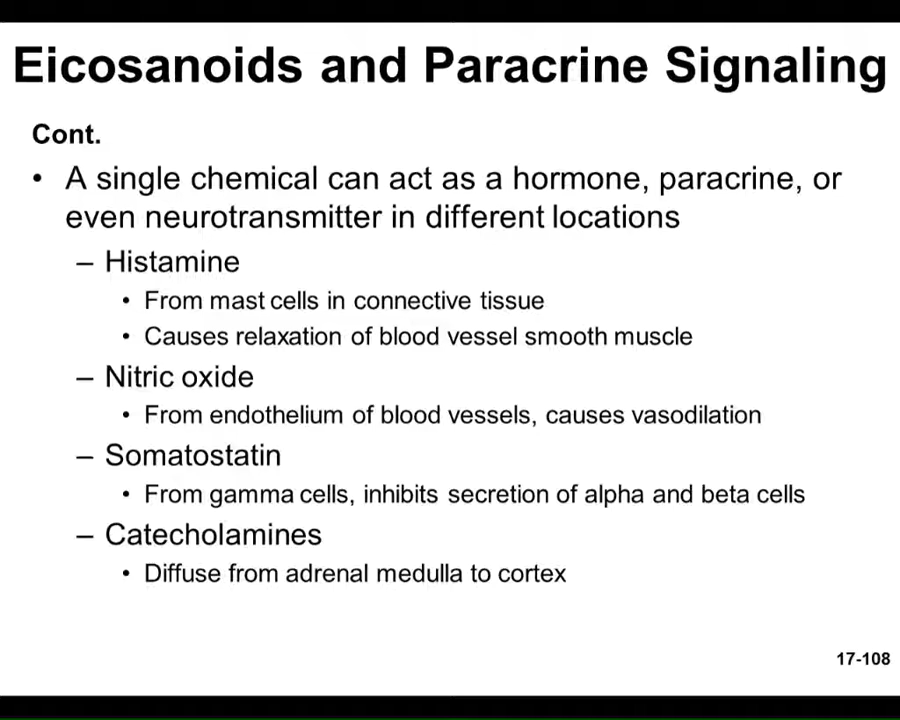 Eicosanoids and Paracrine Signaling
Cont.
• A single chemical can act as a hormone, paracrine, or
even neurotransmitter in different locations
– Histamine
• From mast cells in connective tissue
• Causes relaxation of blood vessel smooth muscle
– Nitric oxide
• From endothelium of blood vessels, causes vasodilation
– Somatostatin
• From gamma cells, inhibits secretion of alpha and beta cells
– Catecholamines
• Diffuse from adrenal medulla to cortex
17-108